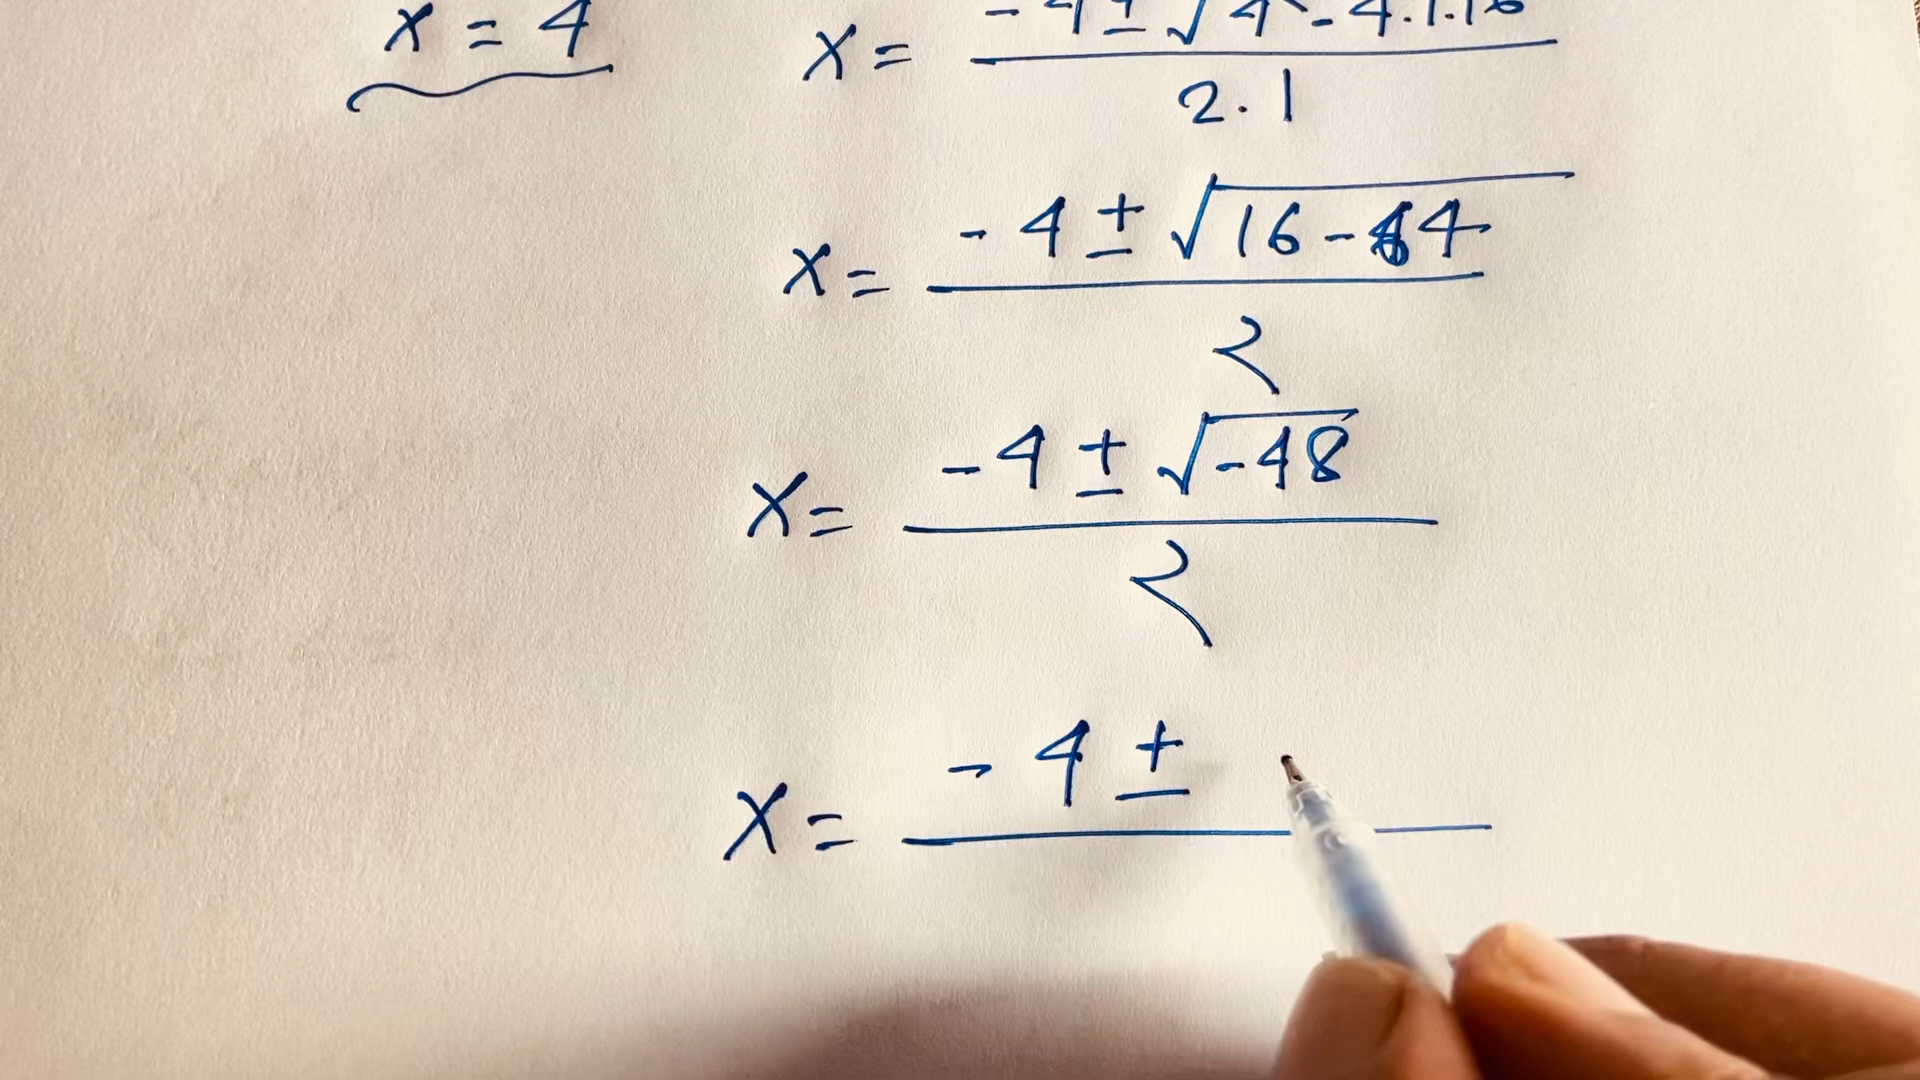 x = 4
x = (-4 ± √(4² - 4.1.16)) / 2.1
x = (-4 ± √(16 - 64)) / 2
x = (-4 ± √(-48)) / 2
x = -4 ±